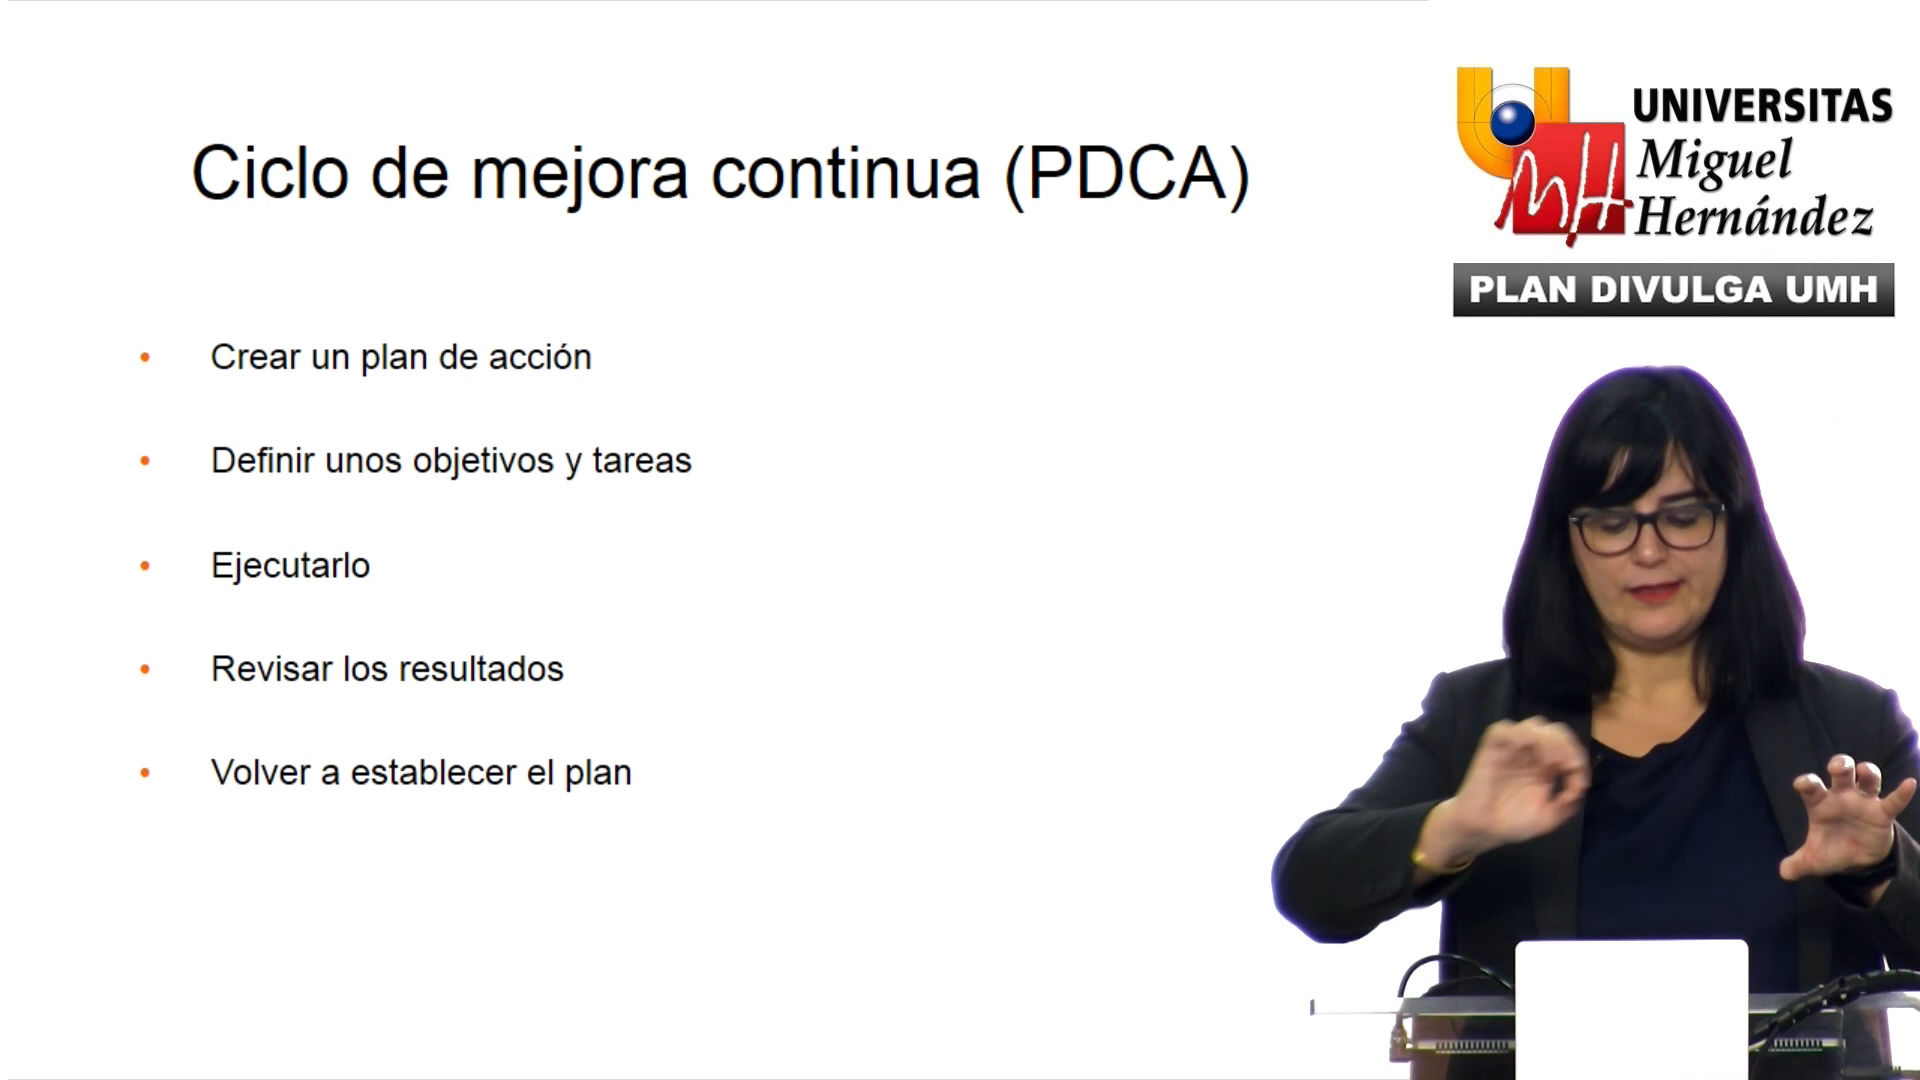 Ciclo de mejora continua (PDCA)
• Crear un plan de acción
• Definir unos objetivos y tareas
• Ejecutarlo
• Revisar los resultados
• Volver a establecer el plan
UNIVERSITAS
Miguel
Hernández
UMH
PLAN DIVULGA UMH